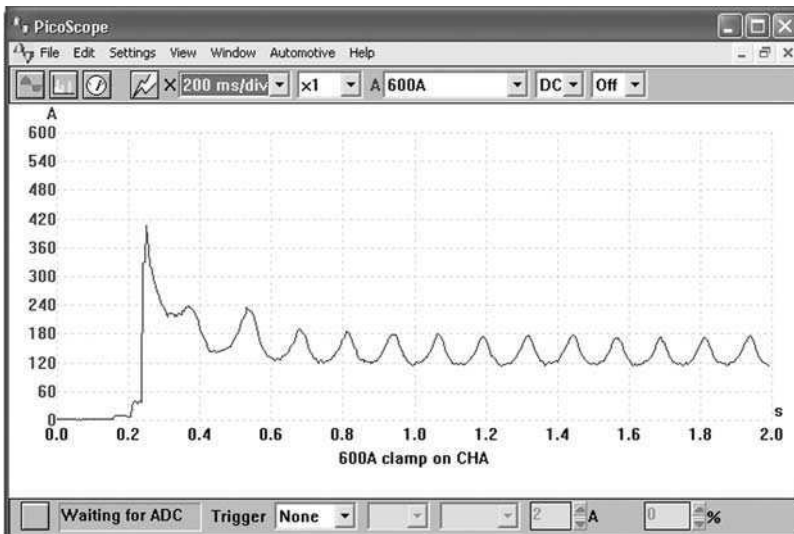 PicoScope
File Edit Settings View Window Automotive Help
X 200 ms/div x1 A 600A DC Off
A
600
540
480
420
360
300
240
180
120
60
0
s
0.0 0.2 0.4 0.6 0.8 1.0 1.2 1.4 1.6 1.8 2.0
600A clamp on CHA
Waiting for ADC Trigger None 2 A 0 %